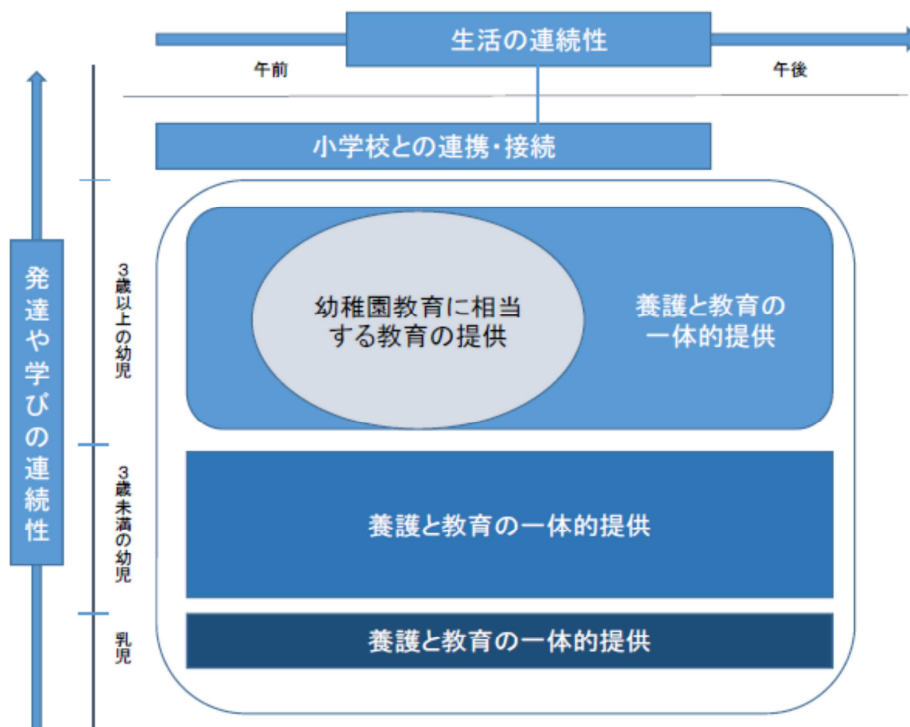 生活の連続性
午前
午後
小学校との連携・接続
発達や学びの連続性
3歳以上の幼児
幼稚園教育に相当
する教育の提供
養護と教育の
一体的提供
3歳未満の幼児
養護と教育の一体的提供
乳児
養護と教育の一体的提供